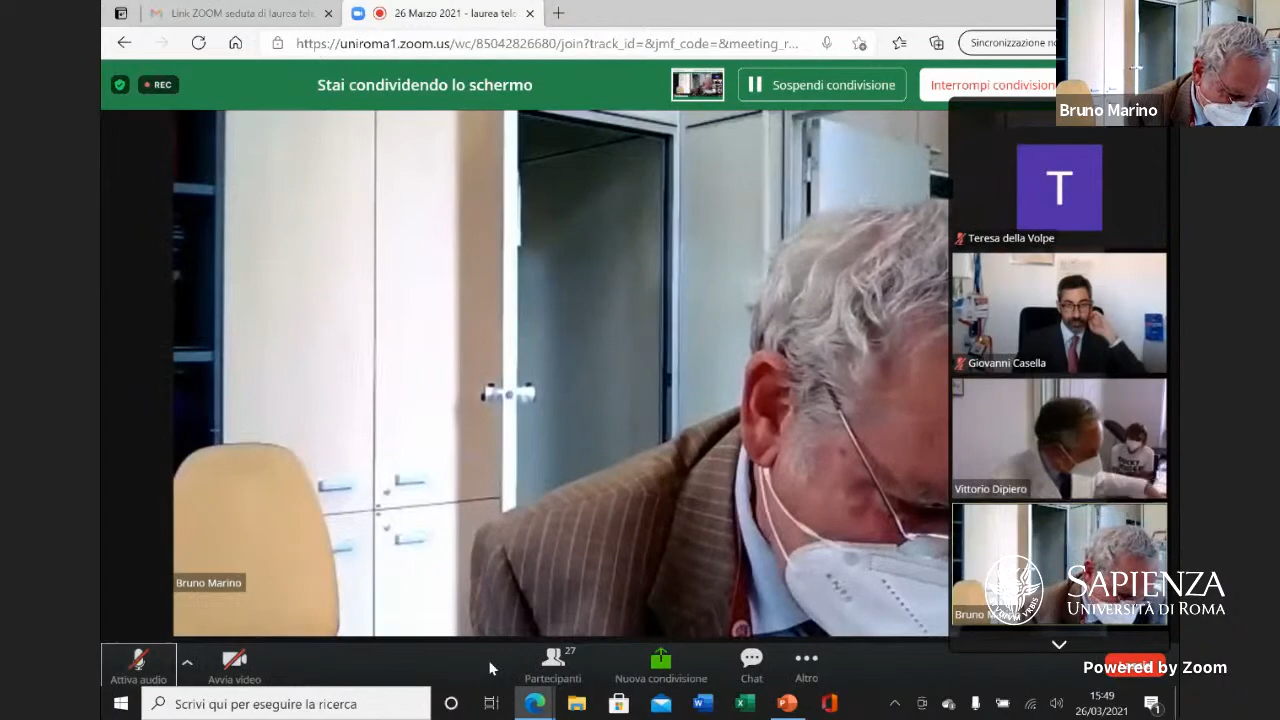 Link ZOOM seduta di laurea tele
26 Marzo 2021 - laurea tele
https://uniroma1.zoom.us/wc/85042826680/join?track_id=&jmf_code=&meeting_r...
Sincronizzazione no
REC
Stai condividendo lo schermo
Sospendi condivisione
Interrompi condivision
Bruno Marino
T
Teresa della Volpe
Giovanni Casella
Vittorio Dipiero
Bruno Marino
Bruno M
SAPIENZA
UNIVERSITÀ DI ROMA
Powered by Zoom
Attiva audio
Avvia video
27
Partecipanti
Nuova condivisione
Chat
Altro
Scrivi qui per eseguire la ricerca
15:49
26/03/2021
1